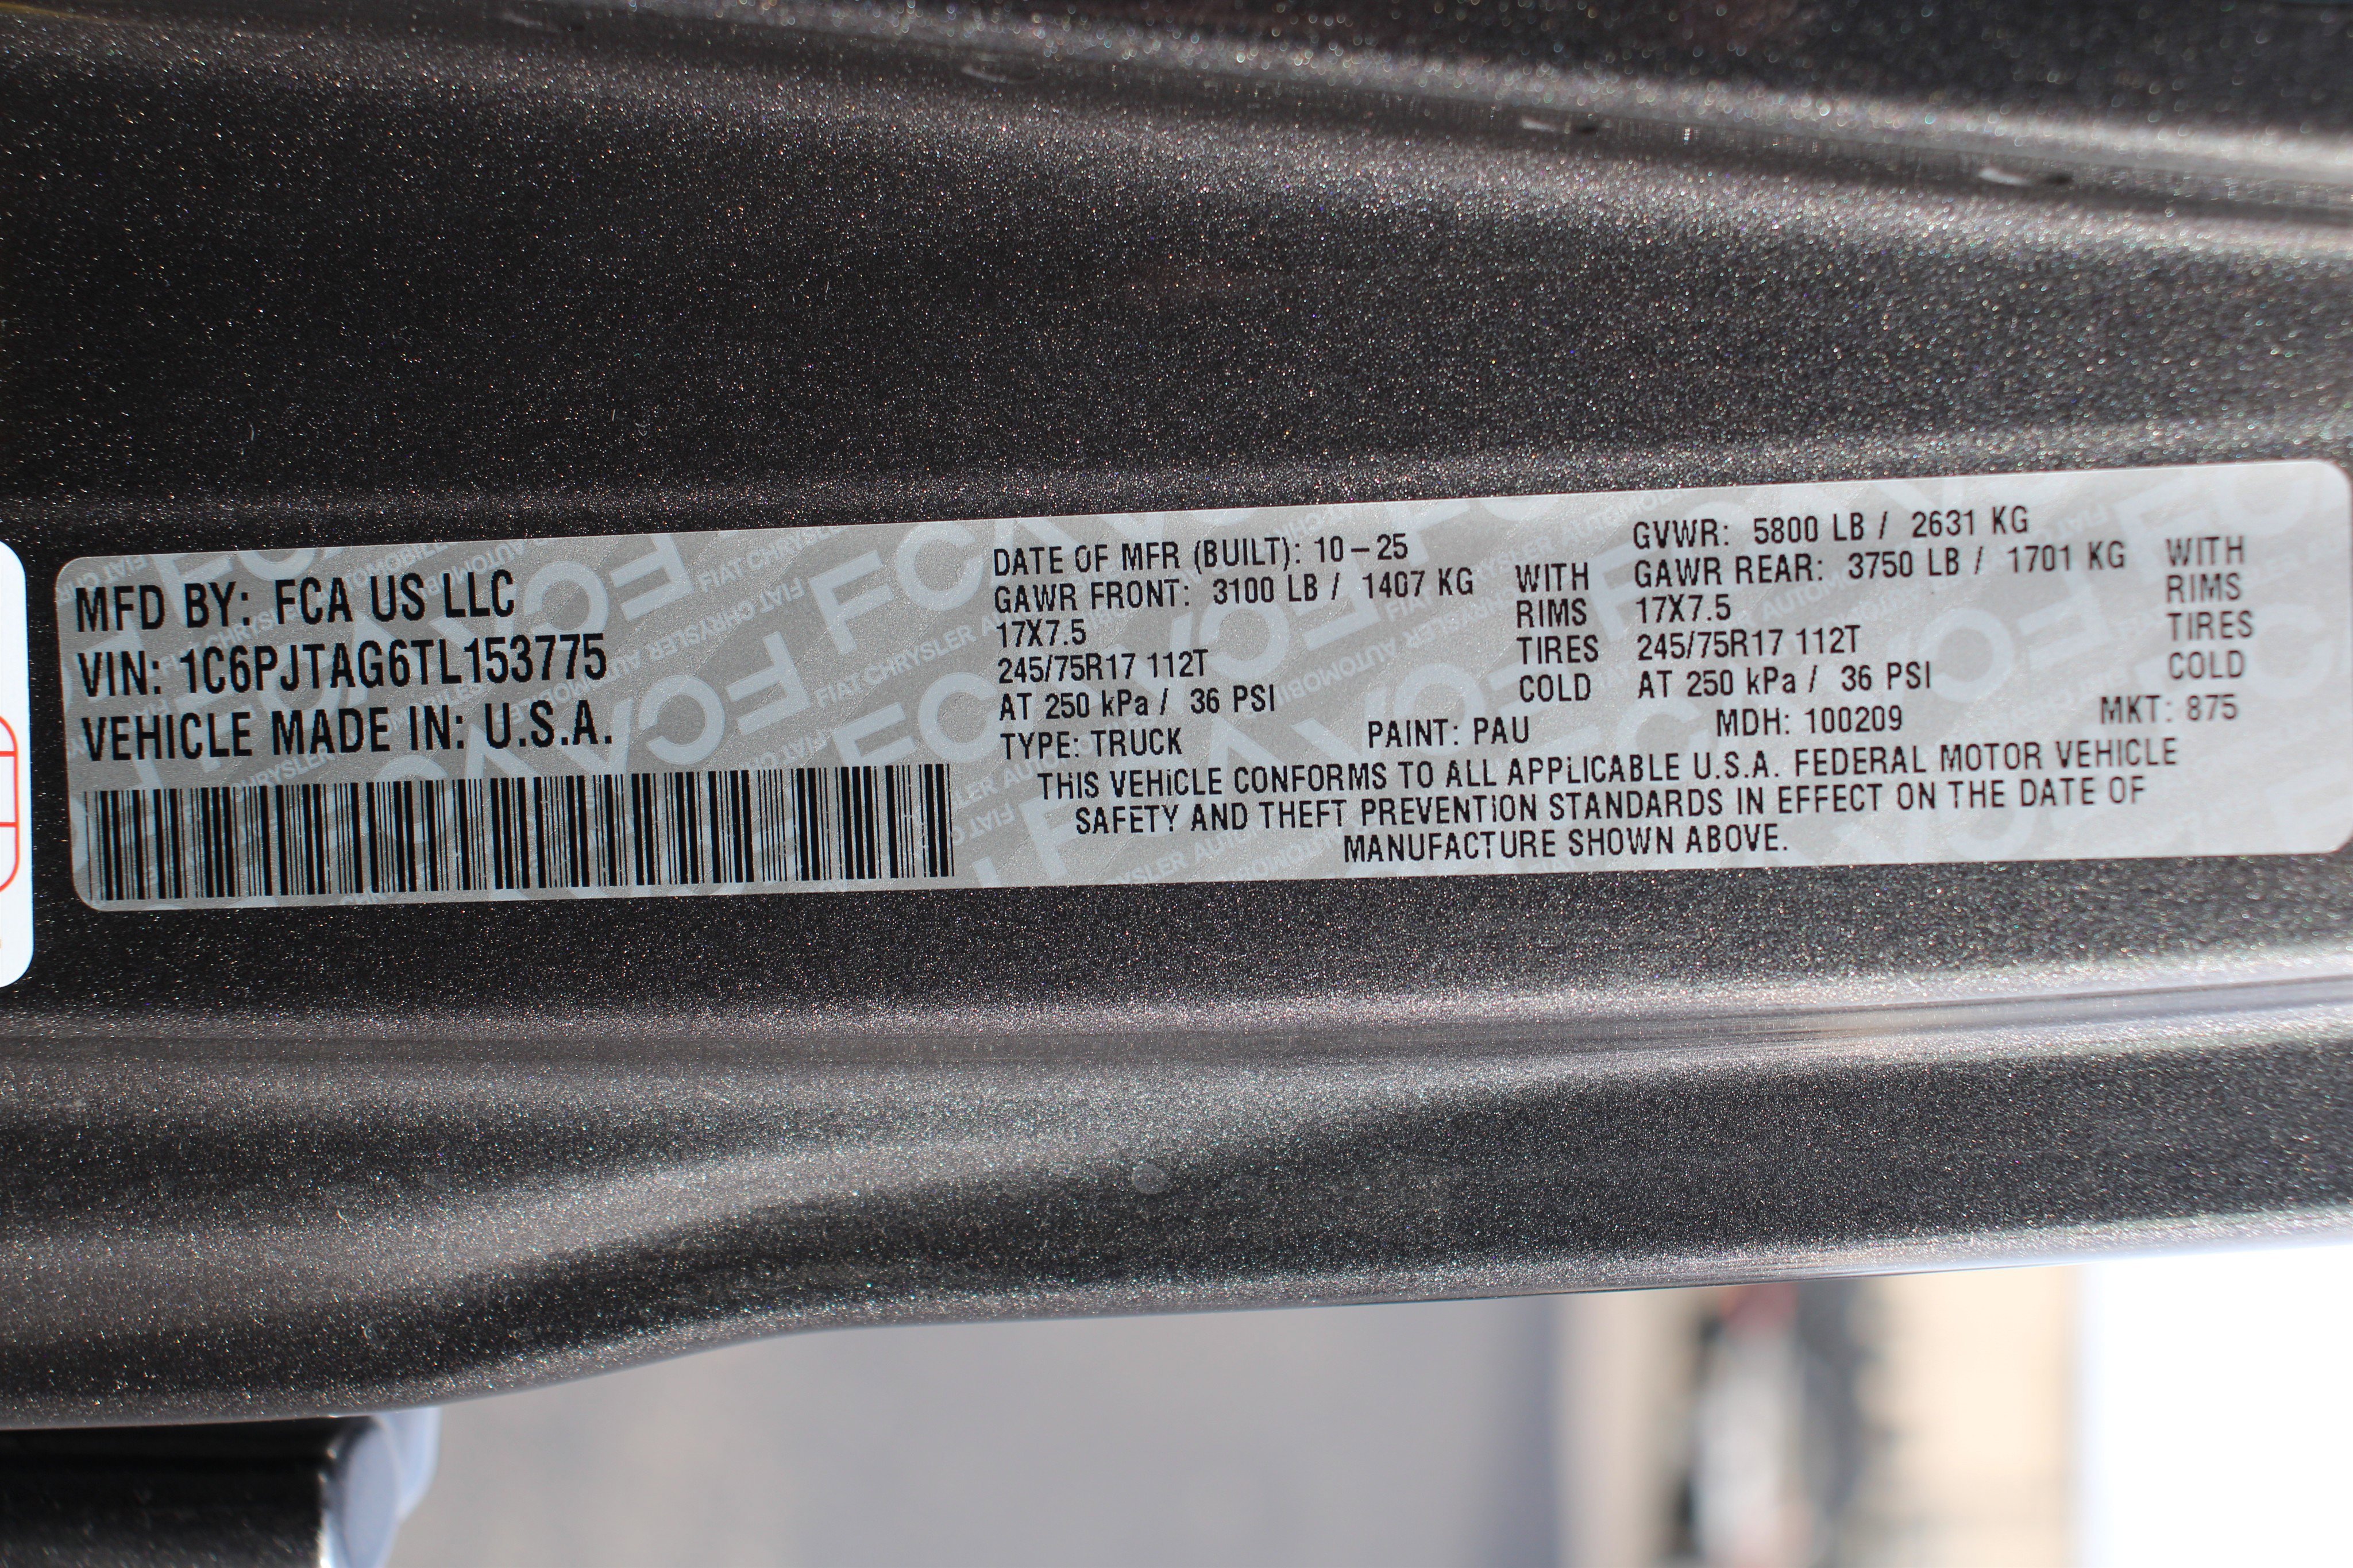 MFD BY: FCA US LLC
VIN: 1C6PJTAG6TL153775
VEHICLE MADE IN: U.S.A.
DATE OF MFR (BUILT): 10-25 GVWR: 5800 LB / 2631 KG
GAWR FRONT: 3100 LB / 1407 KG WITH GAWR REAR: 3750 LB / 1701 KG WITH
17X7.5 RIMS 17X7.5 RIMS
245/75R17 112T TIRES 245/75R17 112T TIRES
AT 250 kPa / 36 PSI COLD AT 250 kPa / 36 PSI COLD
TYPE: TRUCK PAINT: PAU MDH: 100209 MKT: 875
THIS VEHICLE CONFORMS TO ALL APPLICABLE U.S.A. FEDERAL MOTOR VEHICLE
SAFETY AND THEFT PREVENTION STANDARDS IN EFFECT ON THE DATE OF
MANUFACTURE SHOWN ABOVE.